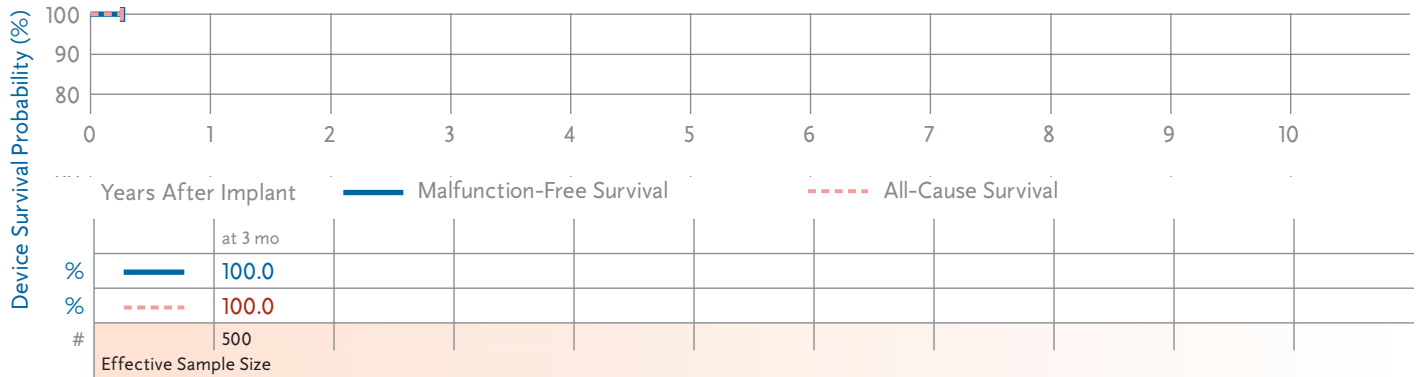 Device Survival Probability (%)
100
90
80
0 1 2 3 4 5 6 7 8 9 10
Years After Implant Malfunction-Free Survival All-Cause Survival
at 3 mo
% 100.0
% 100.0
# 500
Effective Sample Size